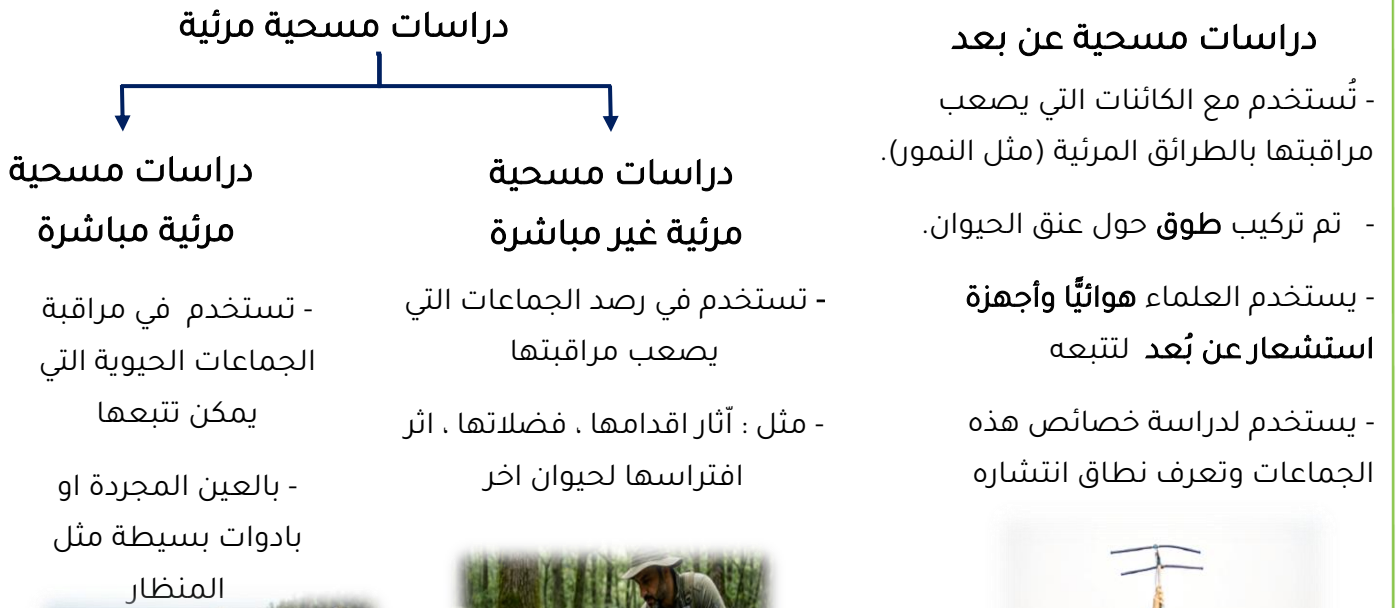 دراسات مسحية عن بعد
- تُستخدم مع الكائنات التي يصعب
مراقبتها بالطرائق المرئية (مثل النمور).
- تم تركيب طوق حول عنق الحيوان.
- يستخدم العلماء هوائيًّا وأجهزة
استشعار عن بُعد لتتبعه
- يستخدم لدراسة خصائص هذه
الجماعات وتعرف نطاق انتشاره
دراسات مسحية مرئية
دراسات مسحية
مرئية غير مباشرة
- تستخدم في رصد الجماعات التي
يصعب مراقبتها
- مثل : آثار اقدامها ، فضلاتها ، اثر
افتراسها لحيوان اخر
دراسات مسحية
مرئية مباشرة
- تستخدم في مراقبة
الجماعات الحيوية التي
يمكن تتبعها
- بالعين المجردة او
بادوات بسيطة مثل
المنظار